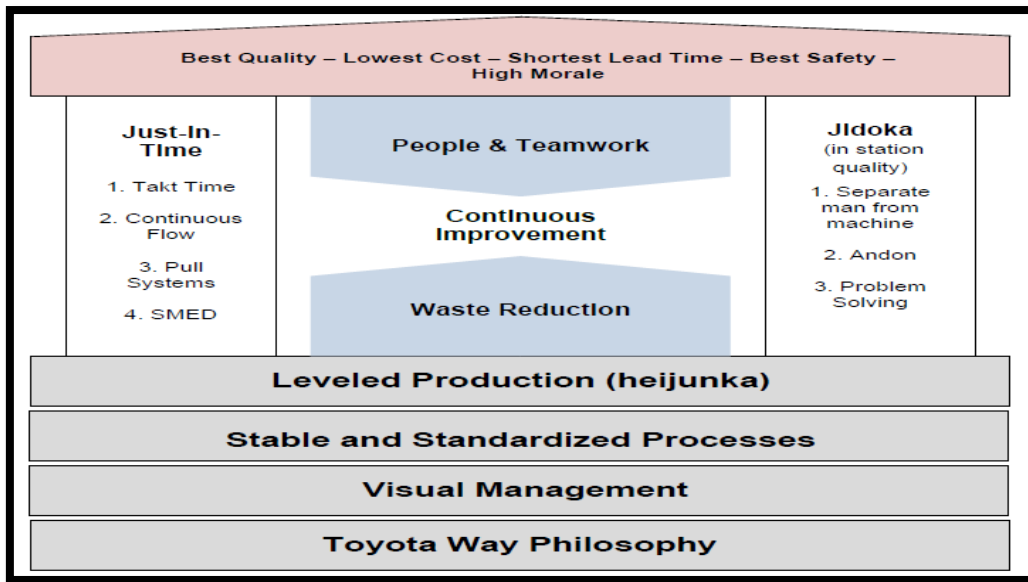 Best Quality – Lowest Cost – Shortest Lead Time – Best Safety –
High Morale
Just-In-
Time
1. Takt Time
2. Continuous
Flow
3. Pull
Systems
4. SMED
People & Teamwork
Continuous
Improvement
Waste Reduction
Jidoka
(in station
quality)
1. Separate
man from
machine
2. Andon
3. Problem
Solving
Leveled Production (heijunka)
Stable and Standardized Processes
Visual Management
Toyota Way Philosophy